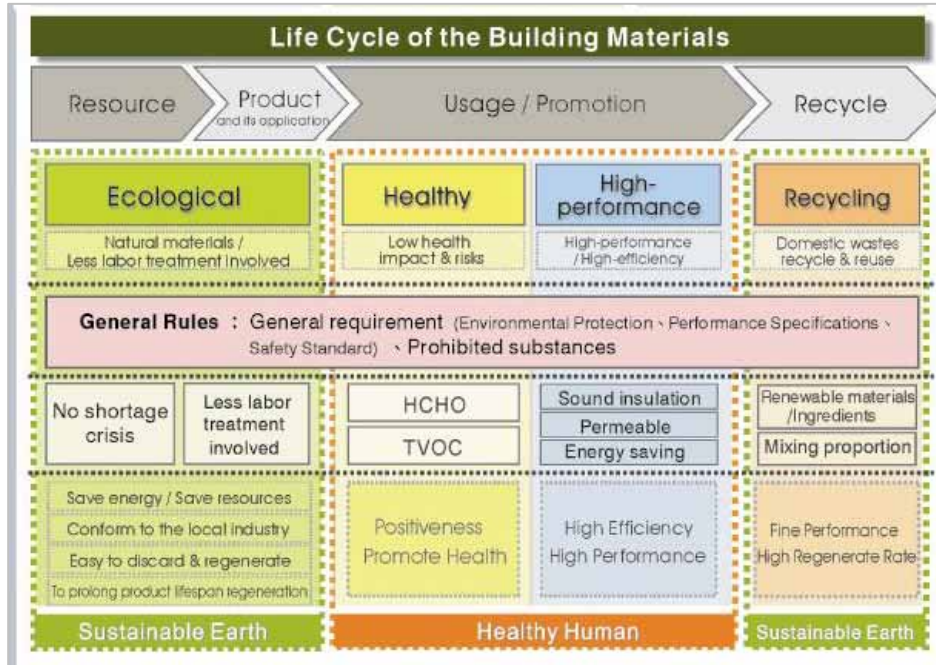 Life Cycle of the Building Materials
Resource
Product
and its application
Usage / Promotion
Recycle
Ecological
Natural materials /
Less labor treatment involved
Healthy
Low health
impact & risks
High-
performance
High-performance
/High-efficiency
Recycling
Domestic wastes
recycle & reuse
General Rules : General requirement (Environmental Protection、Performance Specifications、
Safety Standard)、Prohibited substances
No shortage
crisis
Less labor
treatment
involved
HCHO
TVOC
Sound insulation
Permeable
Energy saving
Renewable materials
/Ingredients
Mixing proportion
Save energy / Save resources
Conform to the local industry
Easy to discard & regenerate
To prolong product lifespan regeneration
Positiveness
Promote Health
High Efficiency
High Performance
Fine Performance
High Regenerate Rate
Sustainable Earth
Healthy Human
Sustainable Earth